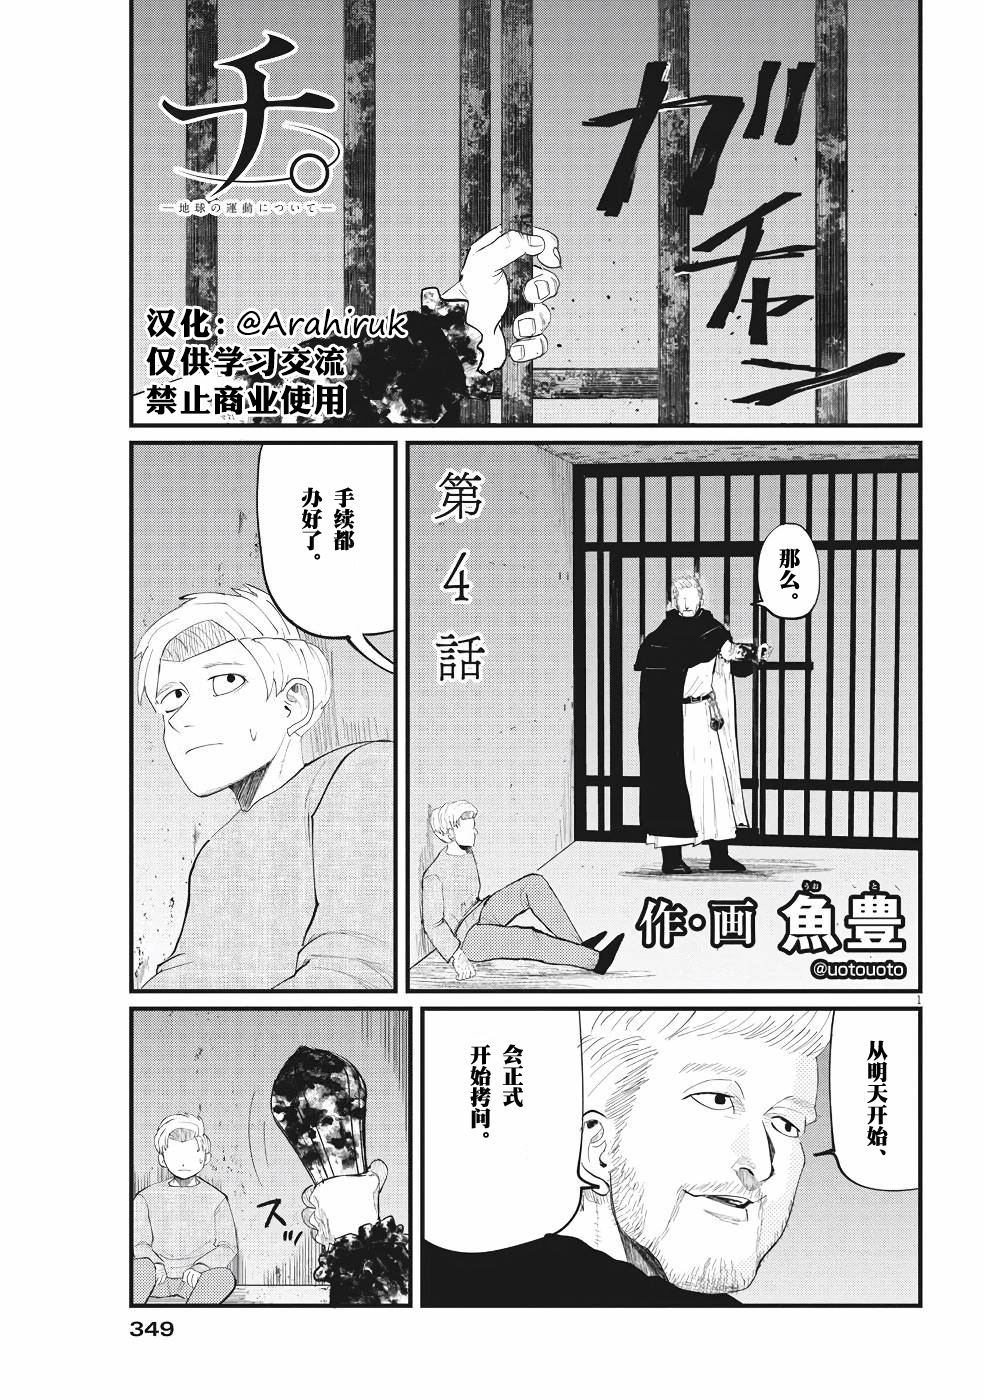 チ。
―地球の運動について―
ガチャン
汉化：@Arahiruk
仅供学习交流
禁止商业使用
第4話
那么。
手续都
办好了。
作・画 魚豊
うお と
@uotouoto
1
从明天开始、
会正式
开始拷问。
スッ
349